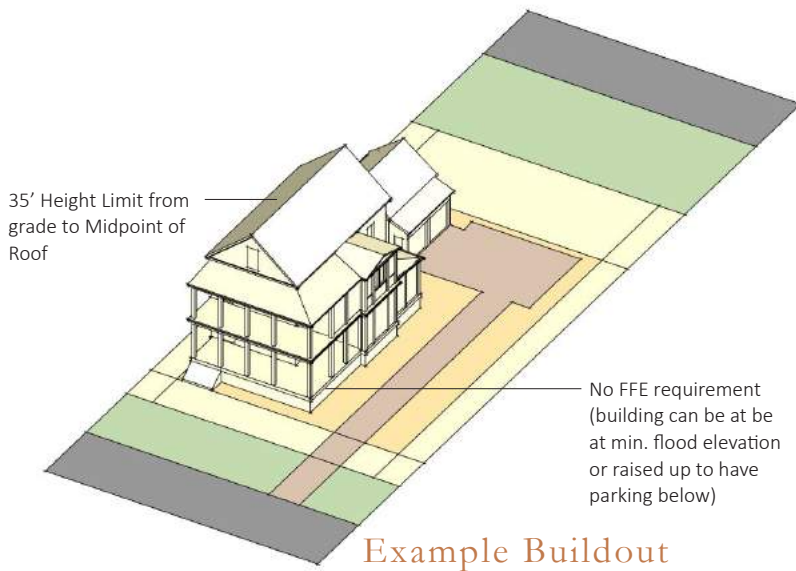 35’ Height Limit from
grade to Midpoint of
Roof
No FFE requirement
(building can be at be
at min. flood elevation
or raised up to have
parking below)
Example Buildout